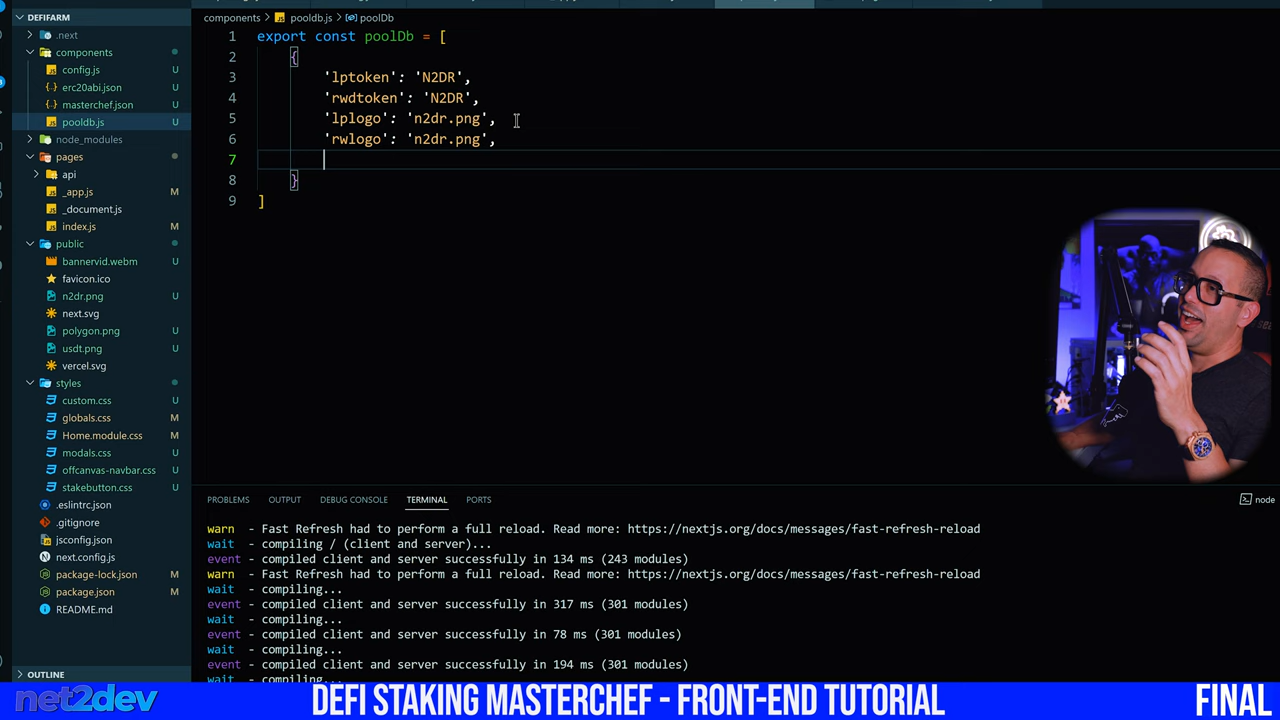 DEFIFARM
.next
components
config.js U
erc20abi.json U
masterchef.json U
pooldb.js U
node_modules
pages
api
_app.js M
_document.js
index.js M
public
bannervid.webm U
favicon.ico
n2dr.png U
next.svg
polygon.png U
usdt.png U
vercel.svg
styles
custom.css U
globals.css M
Home.module.css M
modals.css U
offcanvas-navbar.css U
stakebutton.css U
.eslintrc.json
.gitignore
jsconfig.json
next.config.js
package-lock.json M
package.json M
README.md
OUTLINE
components > pooldb.js > poolDb
1 export const poolDb = [
2 {
3 'lptoken': 'N2DR',
4 'rwdtoken': 'N2DR',
5 'lplogo': 'n2dr.png',
6 'rwlogo': 'n2dr.png',
7
8 }
9 ]
PROBLEMS OUTPUT DEBUG CONSOLE TERMINAL PORTS node
warn - Fast Refresh had to perform a full reload. Read more: https://nextjs.org/docs/messages/fast-refresh-reload
wait - compiling / (client and server)...
event - compiled client and server successfully in 134 ms (243 modules)
warn - Fast Refresh had to perform a full reload. Read more: https://nextjs.org/docs/messages/fast-refresh-reload
wait - compiling...
event - compiled client and server successfully in 317 ms (301 modules)
wait - compiling...
event - compiled client and server successfully in 78 ms (301 modules)
wait - compiling...
event - compiled client and server successfully in 194 ms (301 modules)
wait - compiling...
net2dev DEFI STAKING MASTERCHEF - FRONT-END TUTORIAL FINAL